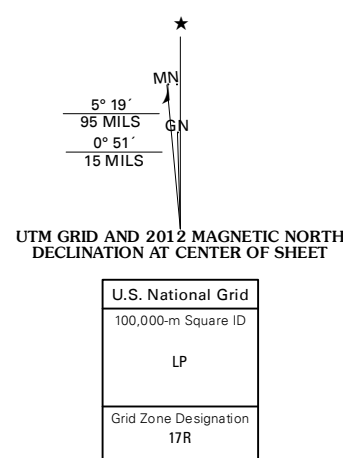 ★
MN
5° 19´
95 MILS
GN
0° 51´
15 MILS
UTM GRID AND 2012 MAGNETIC NORTH
DECLINATION AT CENTER OF SHEET
U.S. National Grid
100,000-m Square ID
LP
Grid Zone Designation
17R